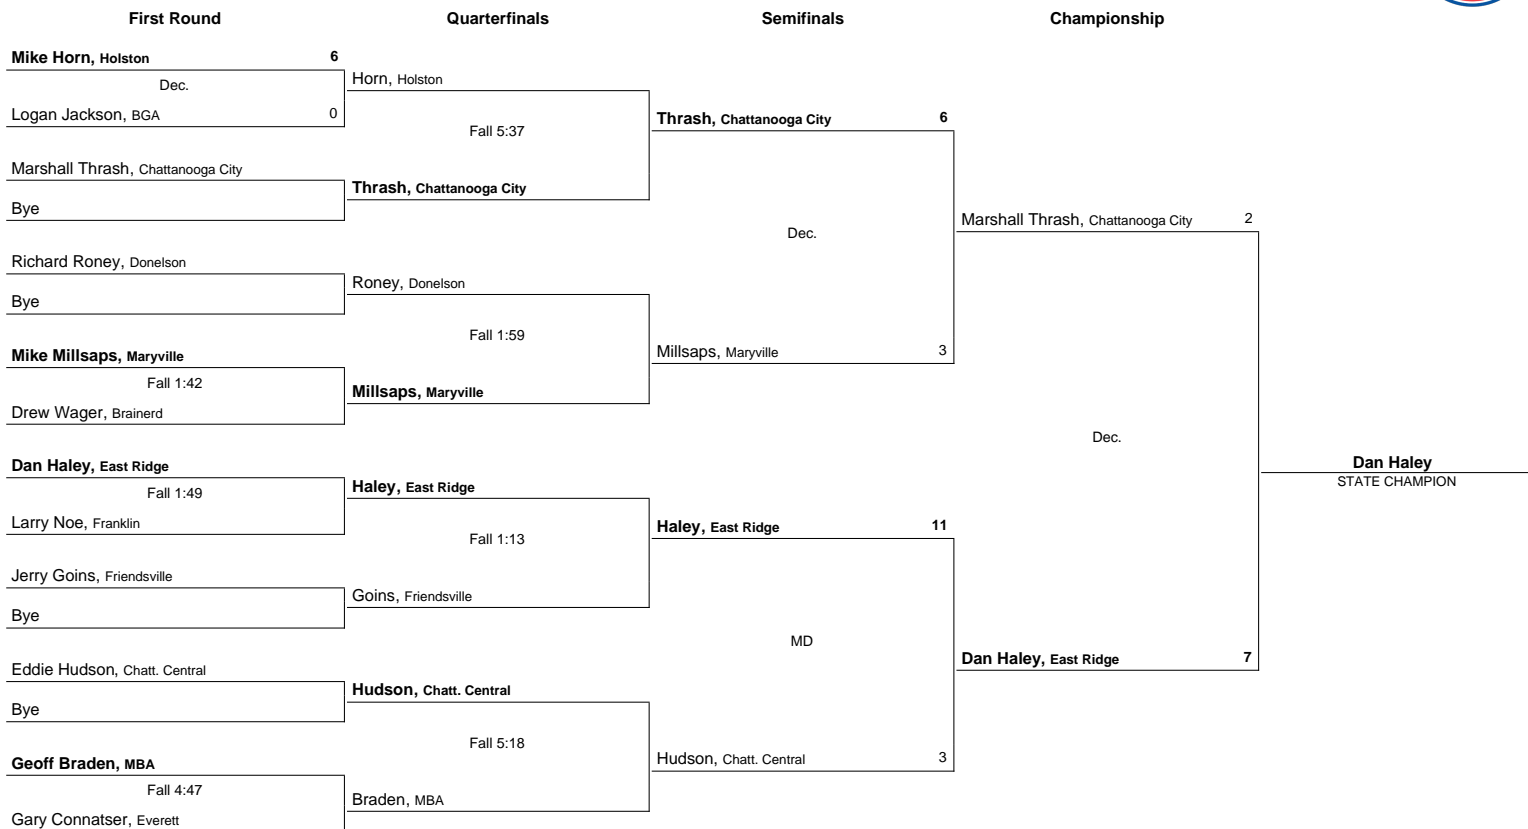 First Round Quarterfinals Semifinals Championship
Mike Horn, Holston 6
Dec.
Logan Jackson, BGA 0
Marshall Thrash, Chattanooga City
Bye
Richard Roney, Donelson
Bye
Mike Millsaps, Maryville
Fall 1:42
Drew Wager, Brainerd
Dan Haley, East Ridge
Fall 1:49
Larry Noe, Franklin
Jerry Goins, Friendsville
Bye
Eddie Hudson, Chatt. Central
Bye
Geoff Braden, MBA
Fall 4:47
Gary Connatser, Everett
Horn, Holston
Fall 5:37
Thrash, Chattanooga City
Roney, Donelson
Fall 1:59
Millsaps, Maryville
Haley, East Ridge
Fall 1:13
Goins, Friendsville
Hudson, Chatt. Central
Fall 5:18
Braden, MBA
Thrash, Chattanooga City 6
Dec.
Millsaps, Maryville 3
Haley, East Ridge 11
MD
Hudson, Chatt. Central 3
Marshall Thrash, Chattanooga City 2
Dec.
Dan Haley, East Ridge 7
Dan Haley
STATE CHAMPION